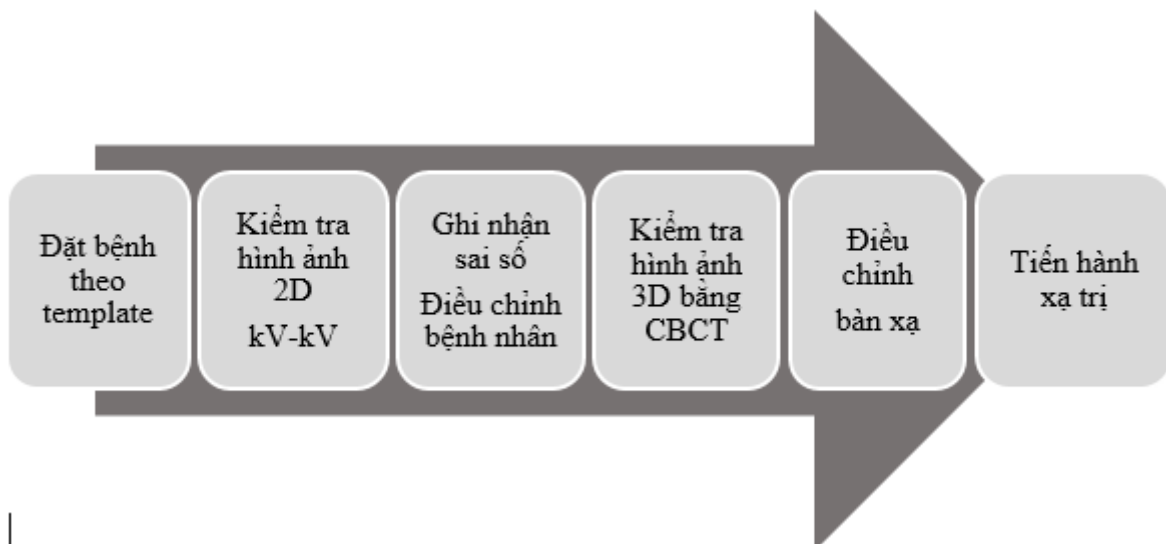 Đặt bệnh
theo
template
Kiểm tra
hình ảnh
2D
kV-kV
Ghi nhận
sai số
Điều chỉnh
bệnh nhân
Kiểm tra
hình ảnh
3D bằng
CBCT
Điều
chỉnh
bàn xạ
Tiến hành
xạ trị